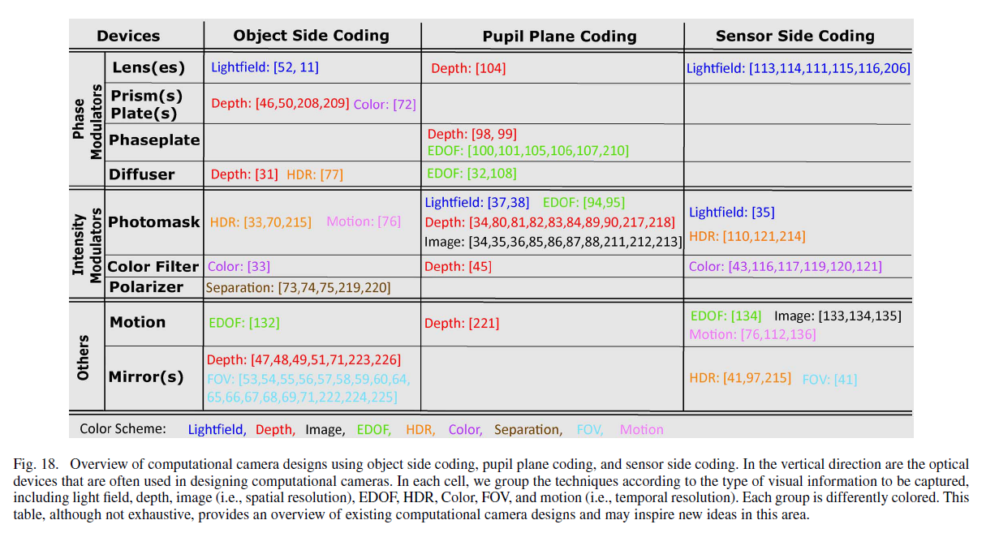 Devices Object Side Coding Pupil Plane Coding Sensor Side Coding
Phase Modulators
Lens(es) Lightfield: [52, 11] Depth: [104] Lightfield: [113,114,111,115,116,206]
Prism(s)
Plate(s) Depth: [46,50,208,209] Color: [72]
Phaseplate Depth: [98, 99]
EDOF: [100,101,105,106,107,210]
Diffuser Depth: [31] HDR: [77] EDOF: [32,108]
Intensity Modulators
Photomask HDR: [33,70,215] Motion: [76]
Lightfield: [37,38] EDOF: [94,95]
Depth: [34,80,81,82,83,84,89,90,217,218]
Image: [34,35,36,85,86,87,88,211,212,213]
Lightfield: [35]
HDR: [110,121,214]
Color Filter Color: [33] Depth: [45] Color: [43,116,117,119,120,121]
Polarizer Separation: [73,74,75,219,220]
Others
Motion EDOF: [132] Depth: [221] EDOF: [134] Image: [133,134,135]
Motion: [76,112,136]
Mirror(s) Depth: [47,48,49,51,71,223,226]
FOV: [53,54,55,56,57,58,59,60,64,
65,66,67,68,69,71,222,224,225]
HDR: [41,97,215] FOV: [41]
Color Scheme: Lightfield, Depth, Image, EDOF, HDR, Color, Separation, FOV, Motion
Fig. 18. Overview of computational camera designs using object side coding, pupil plane coding, and sensor side coding. In the vertical direction are the optical
devices that are often used in designing computational cameras. In each cell, we group the techniques according to the type of visual information to be captured,
including light field, depth, image (i.e., spatial resolution), EDOF, HDR, Color, FOV, and motion (i.e., temporal resolution). Each group is differently colored. This
table, although not exhaustive, provides an overview of existing computational camera designs and may inspire new ideas in this area.